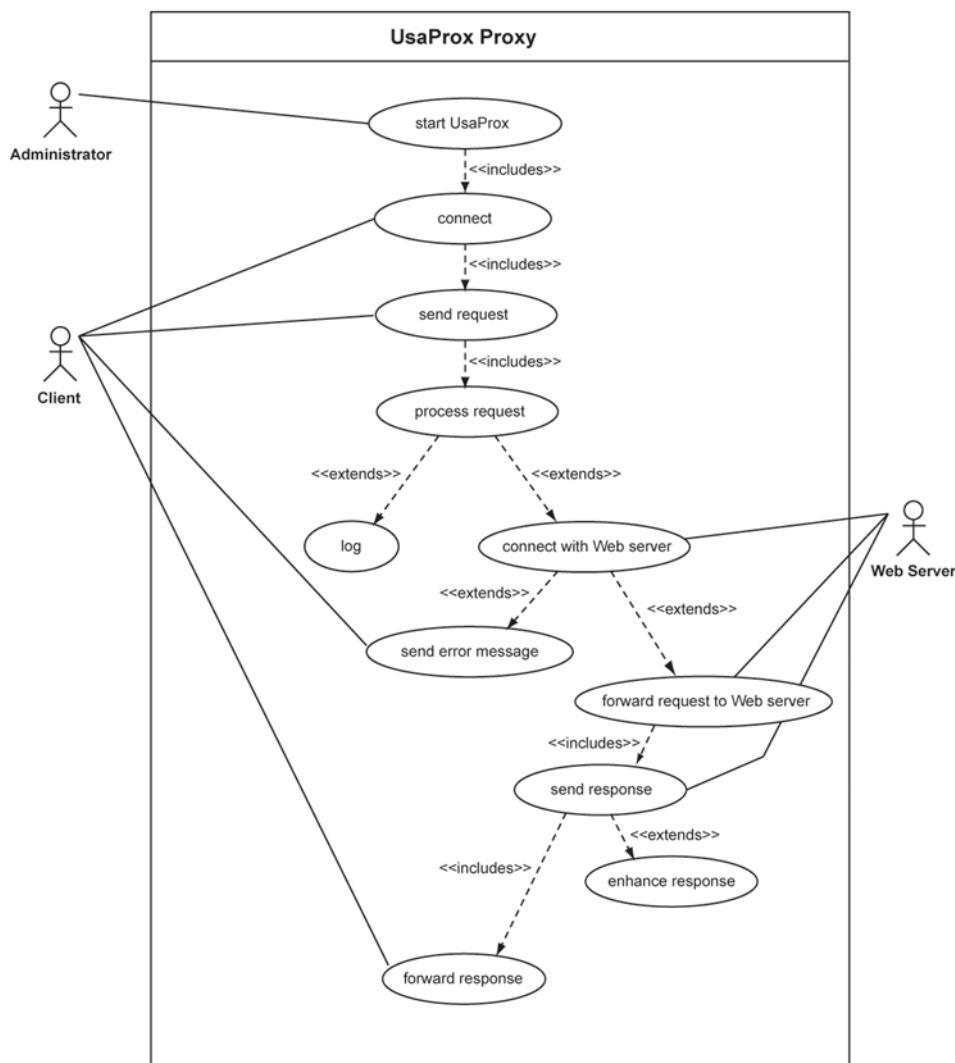 UsaProx Proxy
start UsaProx
Administrator
<<includes>>
connect
<<includes>>
send request
<<includes>>
Client
process request
<<extends>>
<<extends>>
log
connect with Web server
Web Server
<<extends>>
<<extends>>
send error message
forward request to Web server
<<includes>>
send response
<<extends>>
<<includes>>
enhance response
forward response